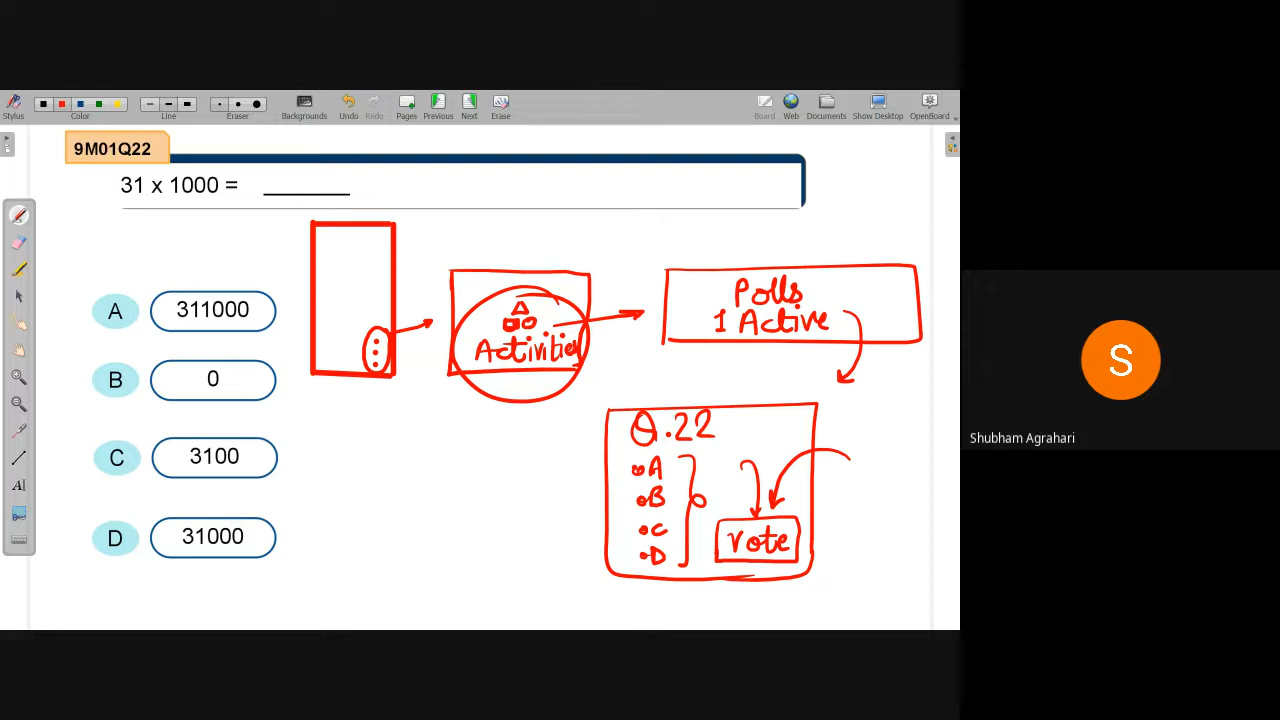 Stylus
Color
Line
Eraser
Backgrounds
Undo
Redo
Pages
Previous
Next
Erase
Board
Web
Documents
Show Desktop
OpenBoard
9M01Q22
31 x 1000 = _______
A 311000
B 0
C 3100
D 31000
Activities
Polls
1 Active
Q.22
A
B
C
D
vote
S
Shubham Agrahari